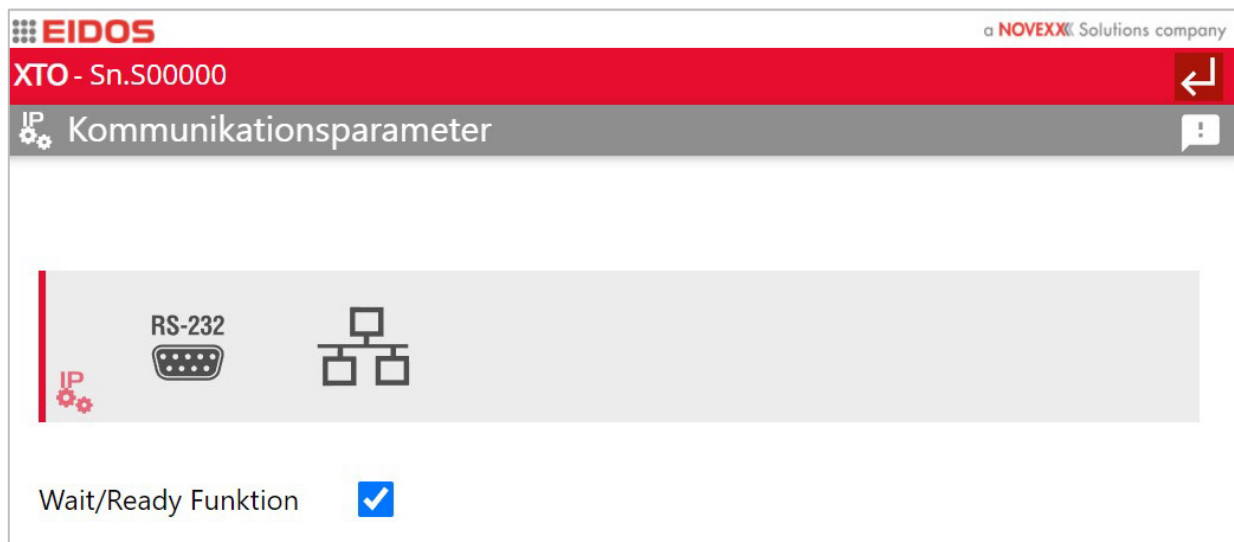 EIDOS
a NOVEXX Solutions company
XTO - Sn.S00000
IP
Kommunikationsparameter
RS-232
IP
Wait/Ready Funktion